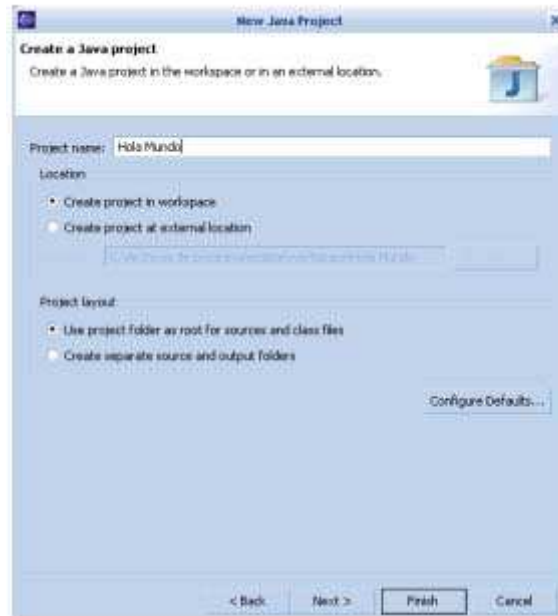 New Java Project
Create a Java project
Create a Java project in the workspace or in an external location.
Project name: Hola Mundo
Location
Create project in workspace
Create project at external location
Project layout
Use project folder as root for sources and class files
Create separate source and output folders
Configure Defaults...
< Back Next > Finish Cancel